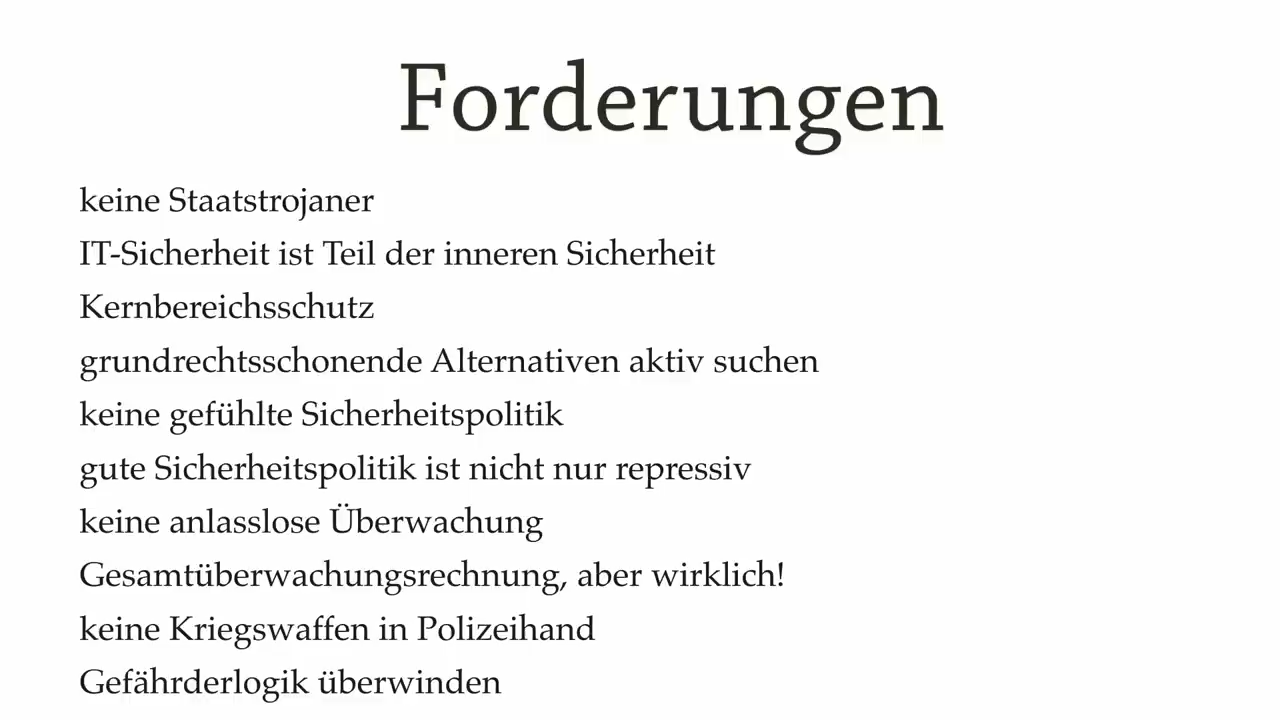 Forderungen
keine Staatstrojaner
IT-Sicherheit ist Teil der inneren Sicherheit
Kernbereichsschutz
grundrechtsschonende Alternativen aktiv suchen
keine gefühlte Sicherheitspolitik
gute Sicherheitspolitik ist nicht nur repressiv
keine anlasslose Überwachung
Gesamtüberwachungsrechnung, aber wirklich!
keine Kriegswaffen in Polizeihand
Gefährderlogik überwinden